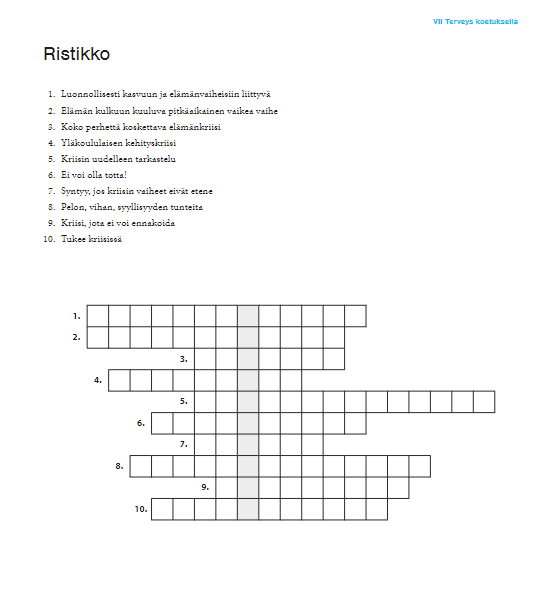 VII Terveys koetuksella
Ristikko
1. Luonnollisesti kasvuun ja elämänvaiheisiin liittyvä
2. Elämän kulkuun kuuluva pitkäaikainen vaikea vaihe
3. Koko perhettä koskettava elämänkriisi
4. Yläkoululaisen kehityskriisi
5. Kriisin uudelleen tarkastelu
6. Ei voi olla totta!
7. Syntyy, jos kriisin vaiheet eivät etene
8. Pelon, vihan, syyllisyyden tunteita
9. Kriisi, jota ei voi ennakoida
10. Tukee kriisissä
1.
2.
3.
4.
5.
6.
7.
8.
9.
10.